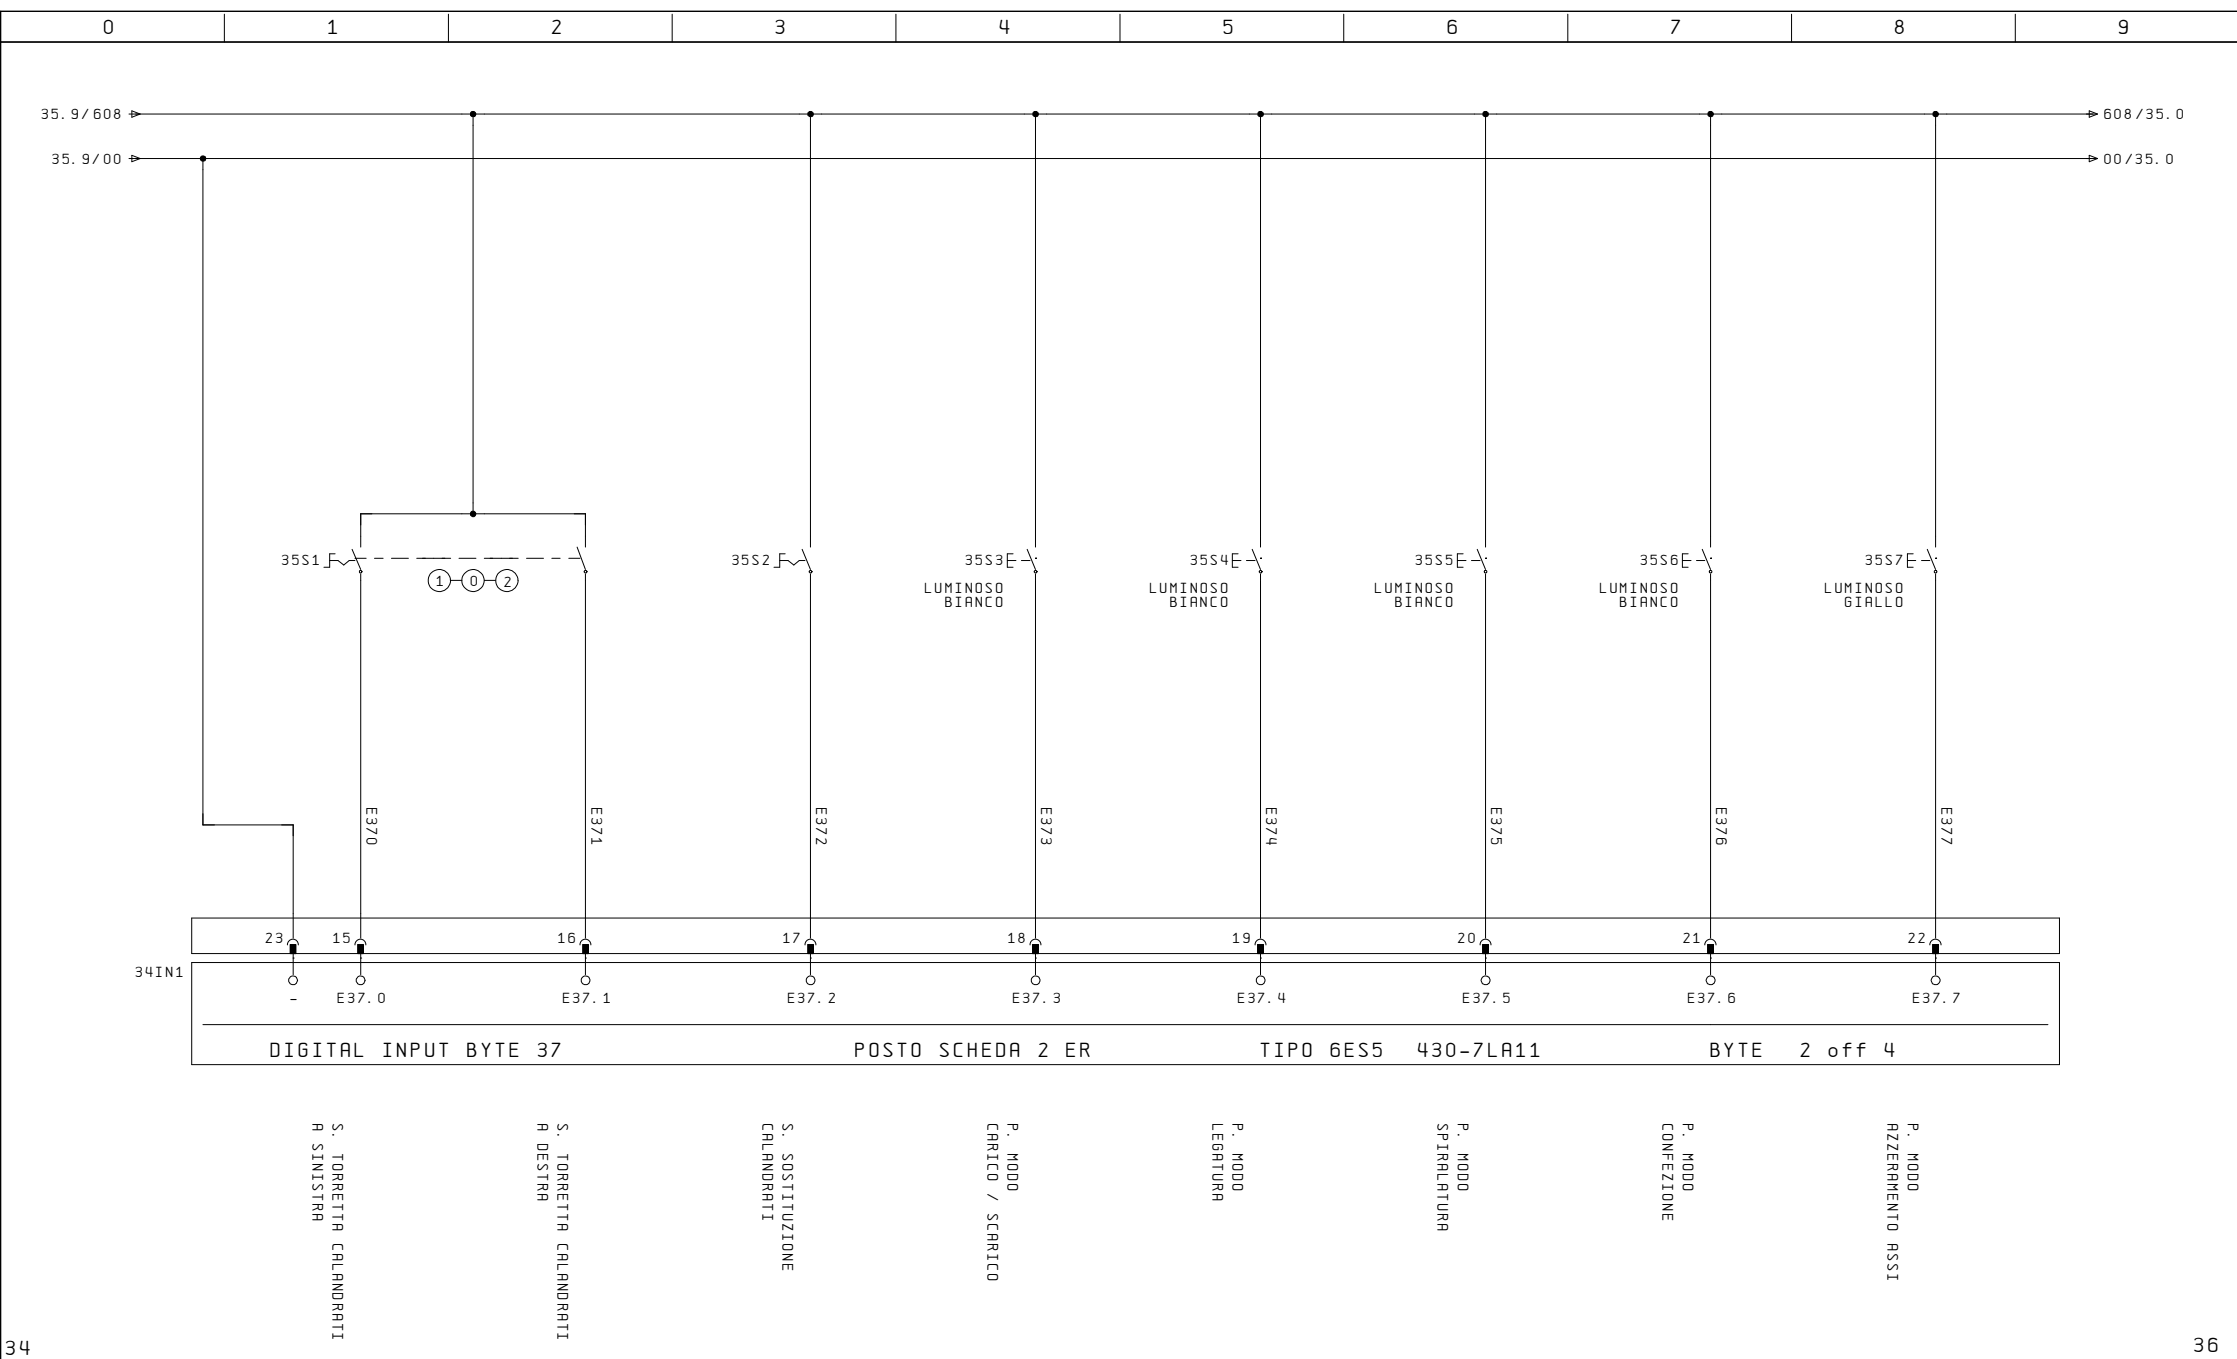 0 1 2 3 4 5 6 7 8 9
35.9/608
608/35.0
35.9/00
00/35.0
35S1
1 0 2
35S2
35S3
LUMINOSO
BIANCO
35S4
LUMINOSO
BIANCO
35S5
LUMINOSO
BIANCO
35S6
LUMINOSO
BIANCO
35S7
LUMINOSO
GIALLO
E370
E371
E372
E373
E374
E375
E376
E377
23 15 16 17 18 19 20 21 22
34IN1
- E37.0 E37.1 E37.2 E37.3 E37.4 E37.5 E37.6 E37.7
DIGITAL INPUT BYTE 37 POSTO SCHEDA 2 ER TIPO 6ES5 430-7LA11 BYTE 2 off 4
S. TORRETTA CALANDRATI
A SINISTRA
S. TORRETTA CALANDRATI
A DESTRA
S. SOSTITUZIONE
CALANDRATI
P. MODO
CARICO / SCARICO
P. MODO
LEGATURA
P. MODO
SPIRALATURA
P. MODO
CONFEZIONE
P. MODO
AZZERAMENTO ASSI
34
36